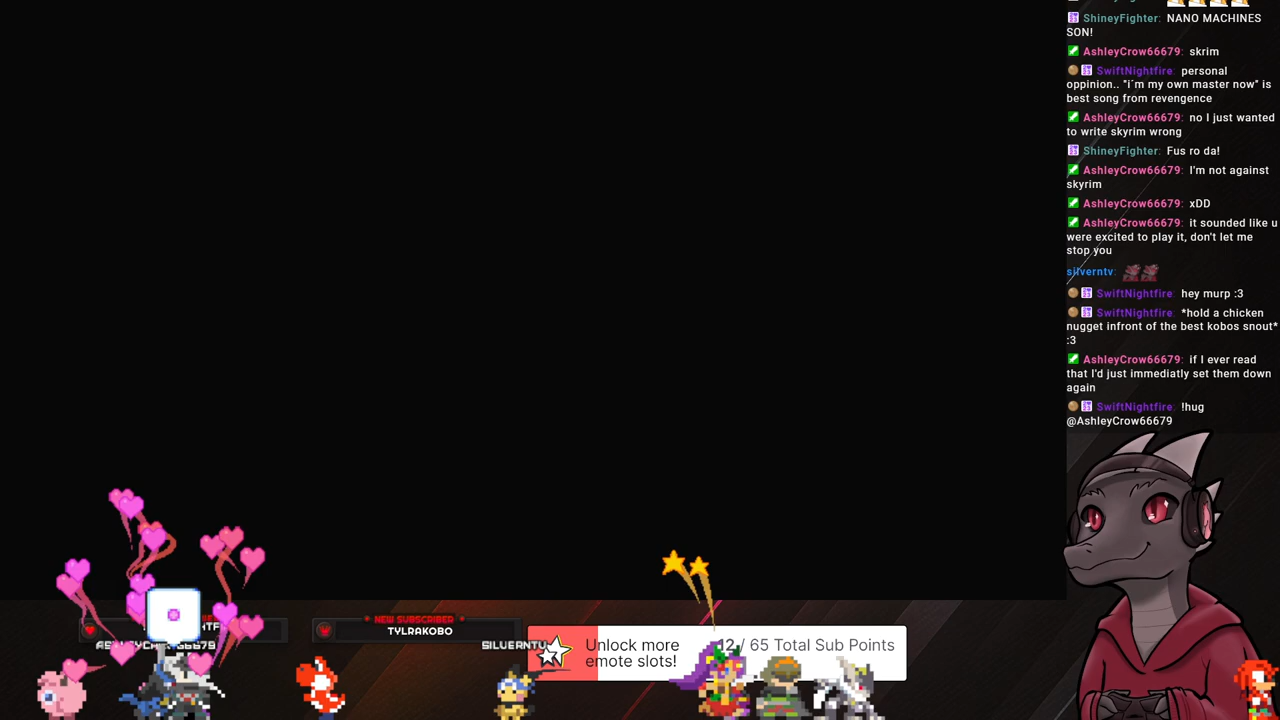 ShineyFighter: NANO MACHINES
SON!
AshleyCrow66679: skrim
SwiftNightfire: personal
oppinion.. "i´m my own master now" is
best song from revengence
AshleyCrow66679: no I just wanted
to write skyrim wrong
ShineyFighter: Fus ro da!
AshleyCrow66679: I'm not against
skyrim
AshleyCrow66679: xDD
AshleyCrow66679: it sounded like u
were excited to play it, don't let me
stop you
silverntv:
SwiftNightfire: hey murp :3
SwiftNightfire: *hold a chicken
nugget infront of the best kobos snout*
:3
AshleyCrow66679: if I ever read
that I'd just immediatly set them down
again
SwiftNightfire: !hug
@AshleyCrow66679
NEW SUBSCRIBER
TYLRAKOBO
SILVERNTV
Unlock more
emote slots!
12 / 65 Total Sub Points